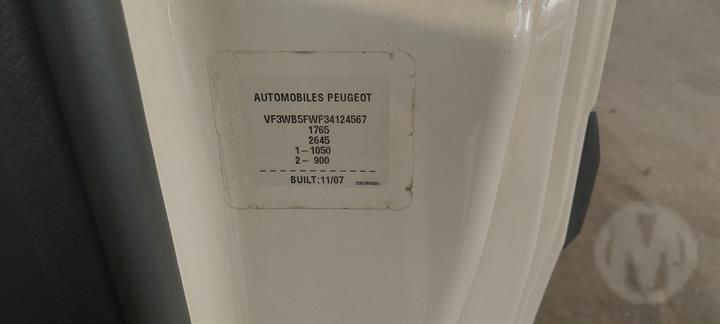 AUTOMOBILES PEUGEOT
VF3WB5FWF34124567
1765
2645
1 - 1050
2 - 900
BUILT:11/07
M